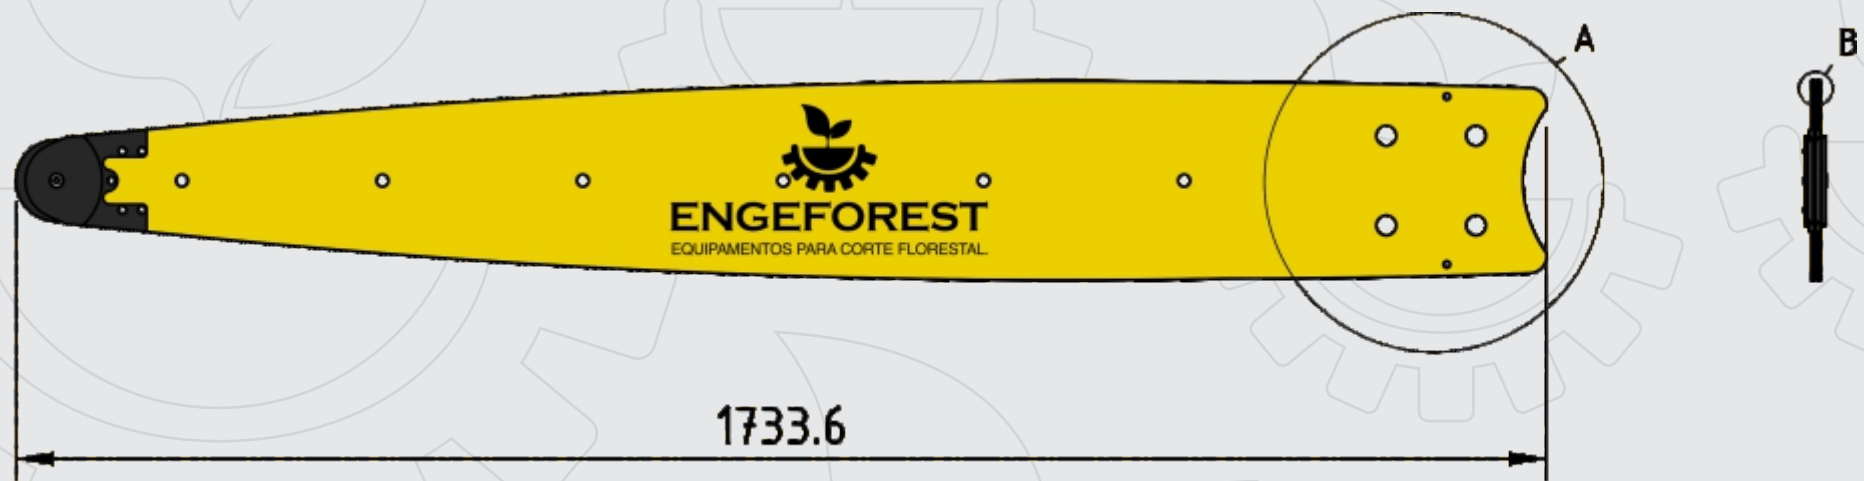 A
B
ENGEFOREST
EQUIPAMENTOS PARA CORTE FLORESTAL.
1733.6